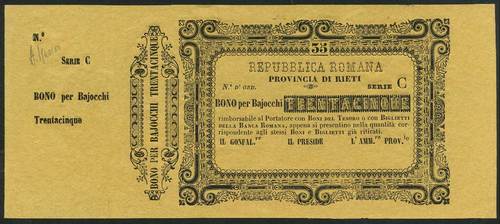 N.°
Serie C
BONO per Bajocchi
Trentacinque
BONO PER BAJOCCHI TRENTACINQUE
35
REPUBBLICA ROMANA
PROVINCIA DI RIETI
N.° D' ORD. SERIE C
BONO per Bajocchi TRENTACINQUE
rimborsabile al Portatore con Boni del Tesoro o con Biglietti
della Banca Romana, appena si presentino nella quantità cor-
rispondente agli stessi Boni e Biglietti già ritirati.
IL GONFAL.re IL PRESIDE L'AMM.re PROV.le